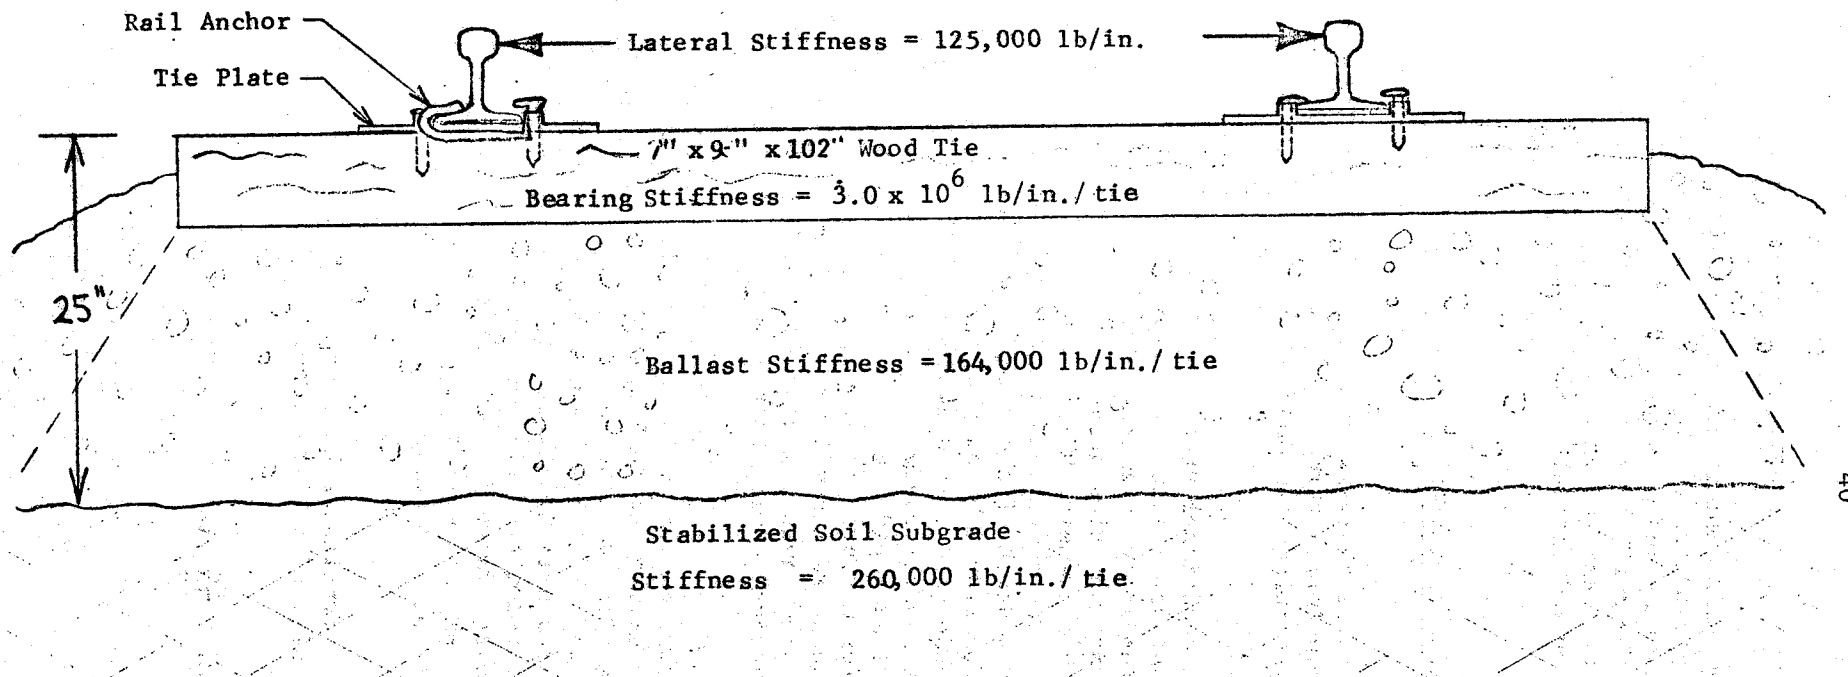 Rail Anchor
Lateral Stiffness = 125,000 lb/in.
Tie Plate
7" x 9" x 102" Wood Tie
Bearing Stiffness = 3.0 x 10^6 lb/in./tie
25"
Ballast Stiffness = 164,000 lb/in./tie
40
Stabilized Soil Subgrade
Stiffness = 260,000 lb/in./tie